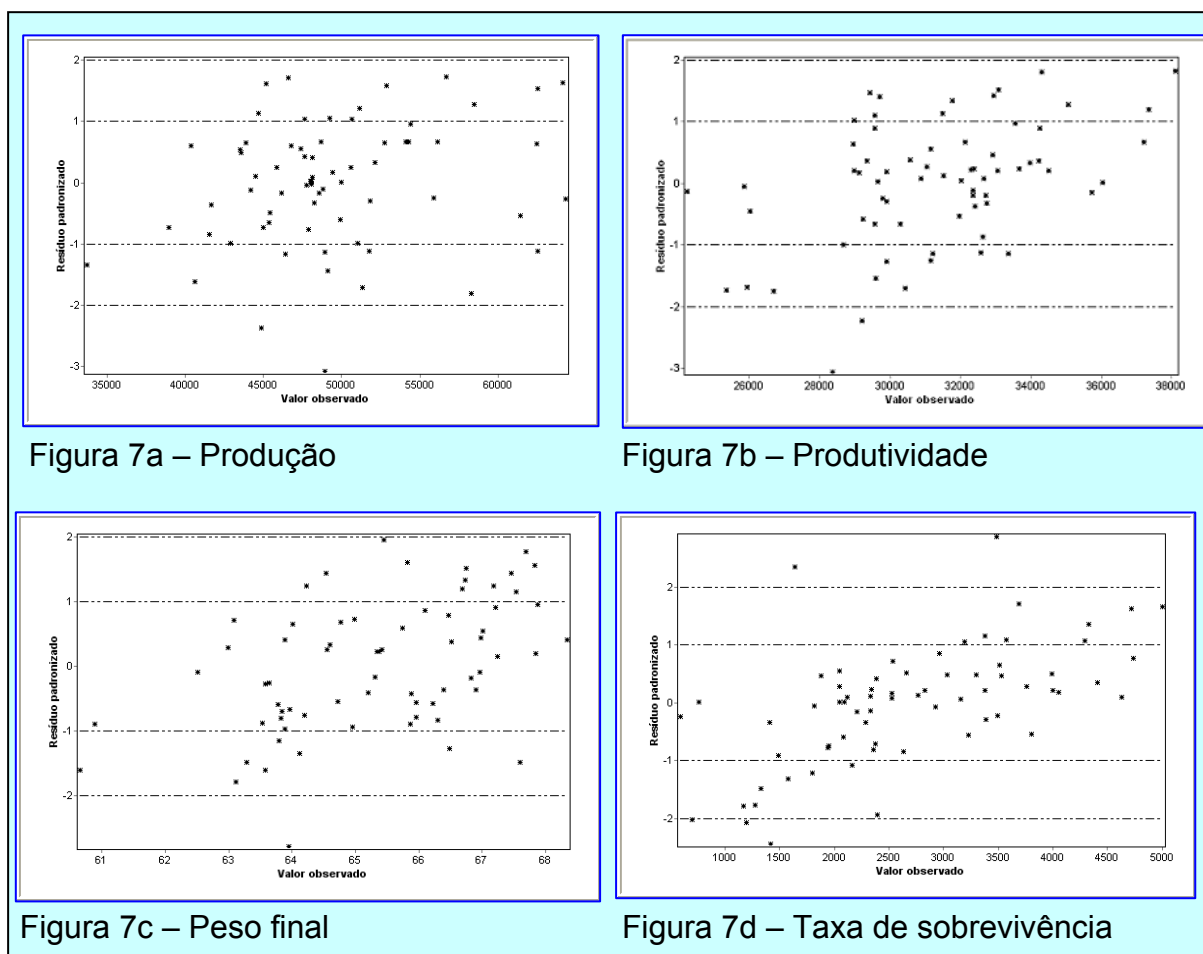 Resíduo padronizado
2
1
0
-1
-2
-3
35000 40000 45000 50000 55000 60000
Valor observado
Figura 7a – Produção
Resíduo padronizado
2
1
0
-1
-2
-3
26000 28000 30000 32000 34000 36000 38000
Valor observado
Figura 7b – Produtividade
Resíduo padronizado
2
1
0
-1
-2
61 62 63 64 65 66 67 68
Valor observado
Figura 7c – Peso final
Resíduo padronizado
2
1
0
-1
-2
1000 1500 2000 2500 3000 3500 4000 4500 5000
Valor observado
Figura 7d – Taxa de sobrevivência